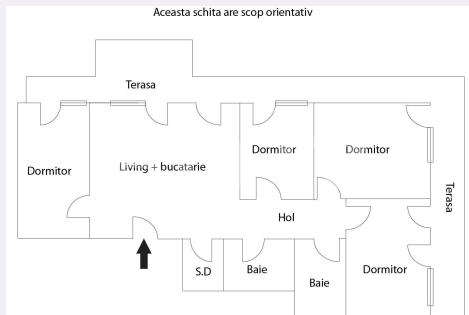 Aceasta schita are scop orientativ
Terasa
Dormitor
Living + bucatarie
Dormitor
Dormitor
Terasa
Hol
S.D
Baie
Baie
Dormitor